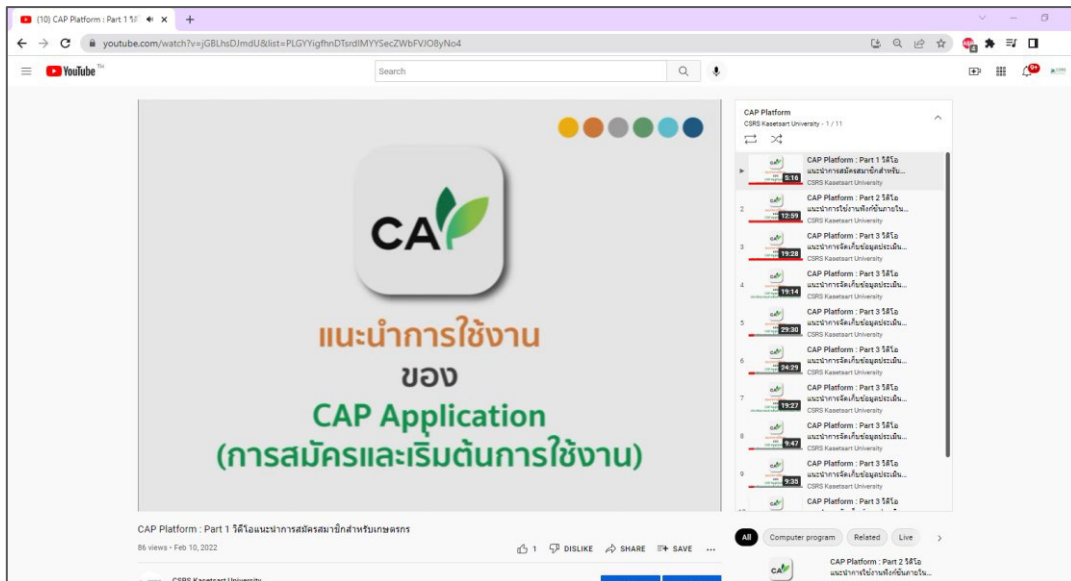 (10) CAP Platform : Part 1 วิ
youtube.com/watch?v=jGBLhsDJmdU&list=PLGYYigfhnDTsrdIMYYSecZWbFVJO8yNo4
YouTube TH
Search
9+
CAP
แนะนำการใช้งาน
ของ
CAP Application
(การสมัครและเริ่มต้นการใช้งาน)
CAP Platform : Part 1 วิดีโอแนะนำการสมัครสมาชิกสำหรับเกษตรกร
86 views • Feb 10, 2022
1 DISLIKE SHARE SAVE ...
CSRS Kasetsart University
CAP Platform
CSRS Kasetsart University - 1 / 11
CAP Platform : Part 1 วิดีโอ
แนะนำการสมัครสมาชิกสำหรับ...
5:16
CSRS Kasetsart University
2
CAP Platform : Part 2 วิดีโอ
แนะนำการใช้งานฟังก์ชันภายใน...
12:59
CSRS Kasetsart University
3
CAP Platform : Part 3 วิดีโอ
แนะนำการจัดเก็บข้อมูลประเมิน...
19:28
CSRS Kasetsart University
4
CAP Platform : Part 3 วิดีโอ
แนะนำการจัดเก็บข้อมูลประเมิน...
19:14
CSRS Kasetsart University
5
CAP Platform : Part 3 วิดีโอ
แนะนำการจัดเก็บข้อมูลประเมิน...
29:30
CSRS Kasetsart University
6
CAP Platform : Part 3 วิดีโอ
แนะนำการจัดเก็บข้อมูลประเมิน...
24:29
CSRS Kasetsart University
7
CAP Platform : Part 3 วิดีโอ
แนะนำการจัดเก็บข้อมูลประเมิน...
19:27
CSRS Kasetsart University
8
CAP Platform : Part 3 วิดีโอ
แนะนำการจัดเก็บข้อมูลประเมิน...
9:47
CSRS Kasetsart University
9
CAP Platform : Part 3 วิดีโอ
แนะนำการจัดเก็บข้อมูลประเมิน...
9:35
CSRS Kasetsart University
CAP Platform : Part 3 วิดีโอ
All Computer program Related Live
CAP
CAP Platform : Part 2 วิดีโอ
แนะนำการใช้งานฟังก์ชันภายใน...